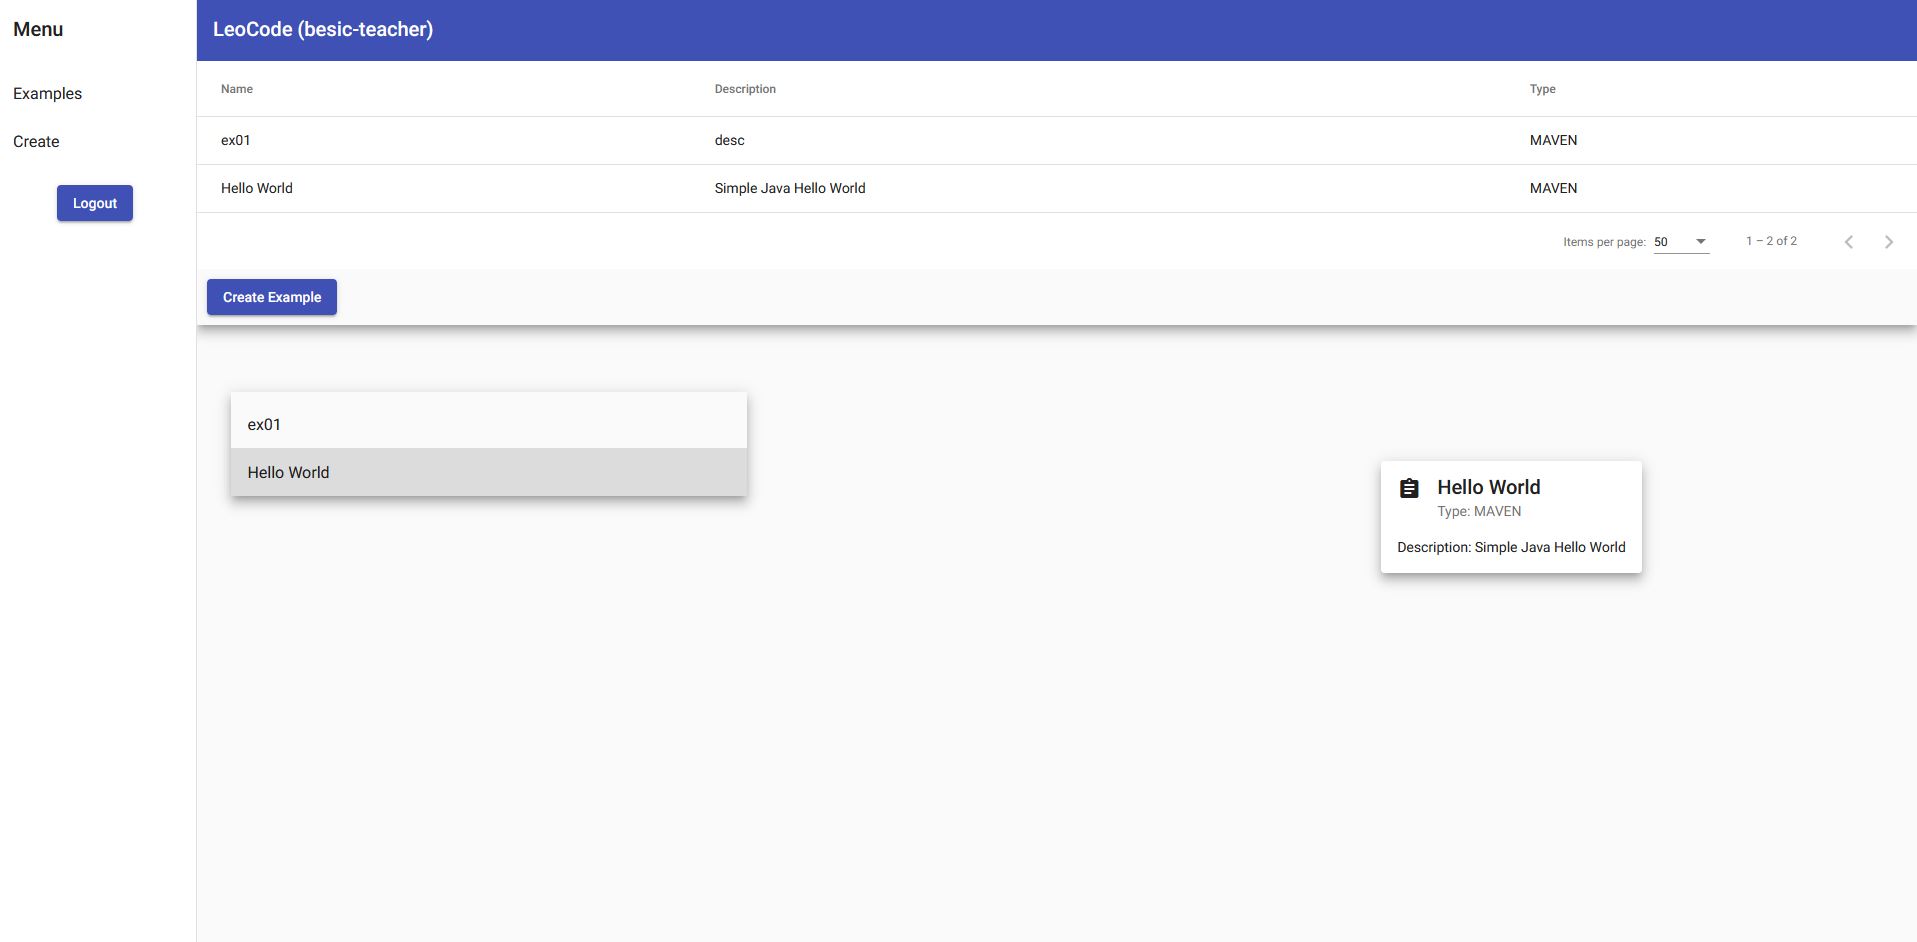 Menu
Examples
Create
Logout
LeoCode (besic-teacher)
Name Description Type
ex01 desc MAVEN
Hello World Simple Java Hello World MAVEN
Items per page: 50 1 – 2 of 2
Create Example
ex01
Hello World
Hello World
Type: MAVEN
Description: Simple Java Hello World